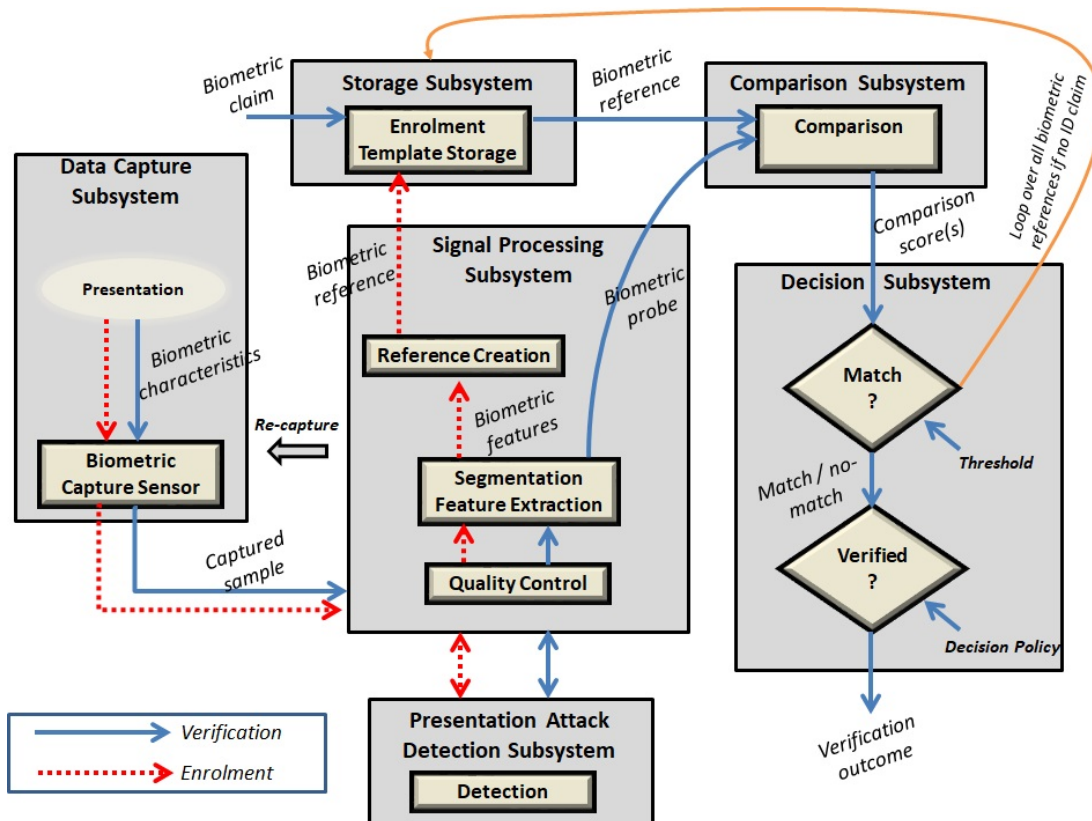 Biometric
claim
Storage Subsystem
Enrolment
Template Storage
Biometric
reference
Comparison Subsystem
Comparison
Loop over all biometric
references if no ID claim
Data Capture
Subsystem
Presentation
Biometric
characteristics
Biometric
Capture Sensor
Captured
sample
Re-capture
Biometric
reference
Signal Processing
Subsystem
Reference Creation
Biometric
features
Segmentation
Feature Extraction
Quality Control
Biometric
probe
Comparison
score(s)
Decision Subsystem
Match
?
Threshold
Match / no-
match
Verified
?
Decision Policy
Verification
outcome
Presentation Attack
Detection Subsystem
Detection
Verification
Enrolment